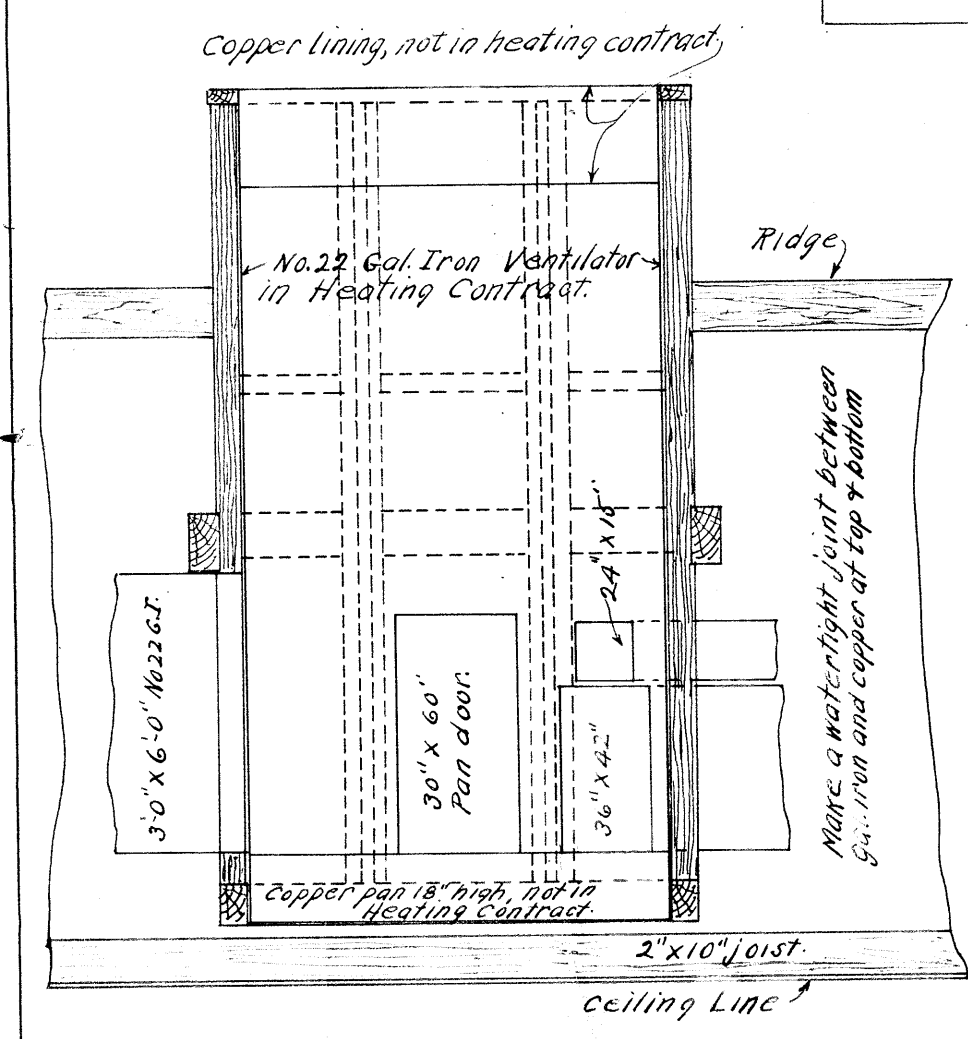 Copper lining, not in heating contract.
Ridge
No. 22 Gal. Iron Ventilator
in Heating Contract.
Make a watertight joint between
Gal. iron and copper at top & bottom
24" X 15"
3'-0" X 6'-0" No 22 G.I.
30" X 60"
Pan door.
36" X 42"
Copper pan 18" high, not in
Heating Contract.
2" X 10" joist.
Ceiling Line